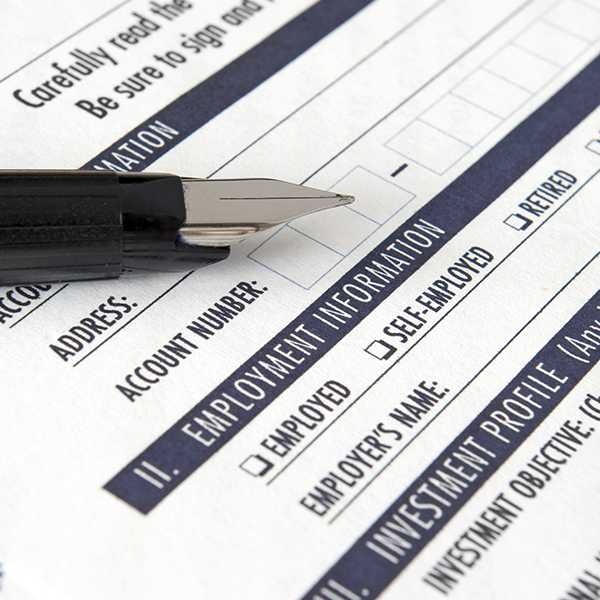 Carefully read the
Be sure to sign and
MATION
ADDRESS:
ACCOUNT NUMBER: -
II. EMPLOYMENT INFORMATION
EMPLOYED SELF-EMPLOYED RETIRED
EMPLOYER'S NAME:
INVESTMENT PROFILE (Any
INVESTMENT OBJECTIVE: